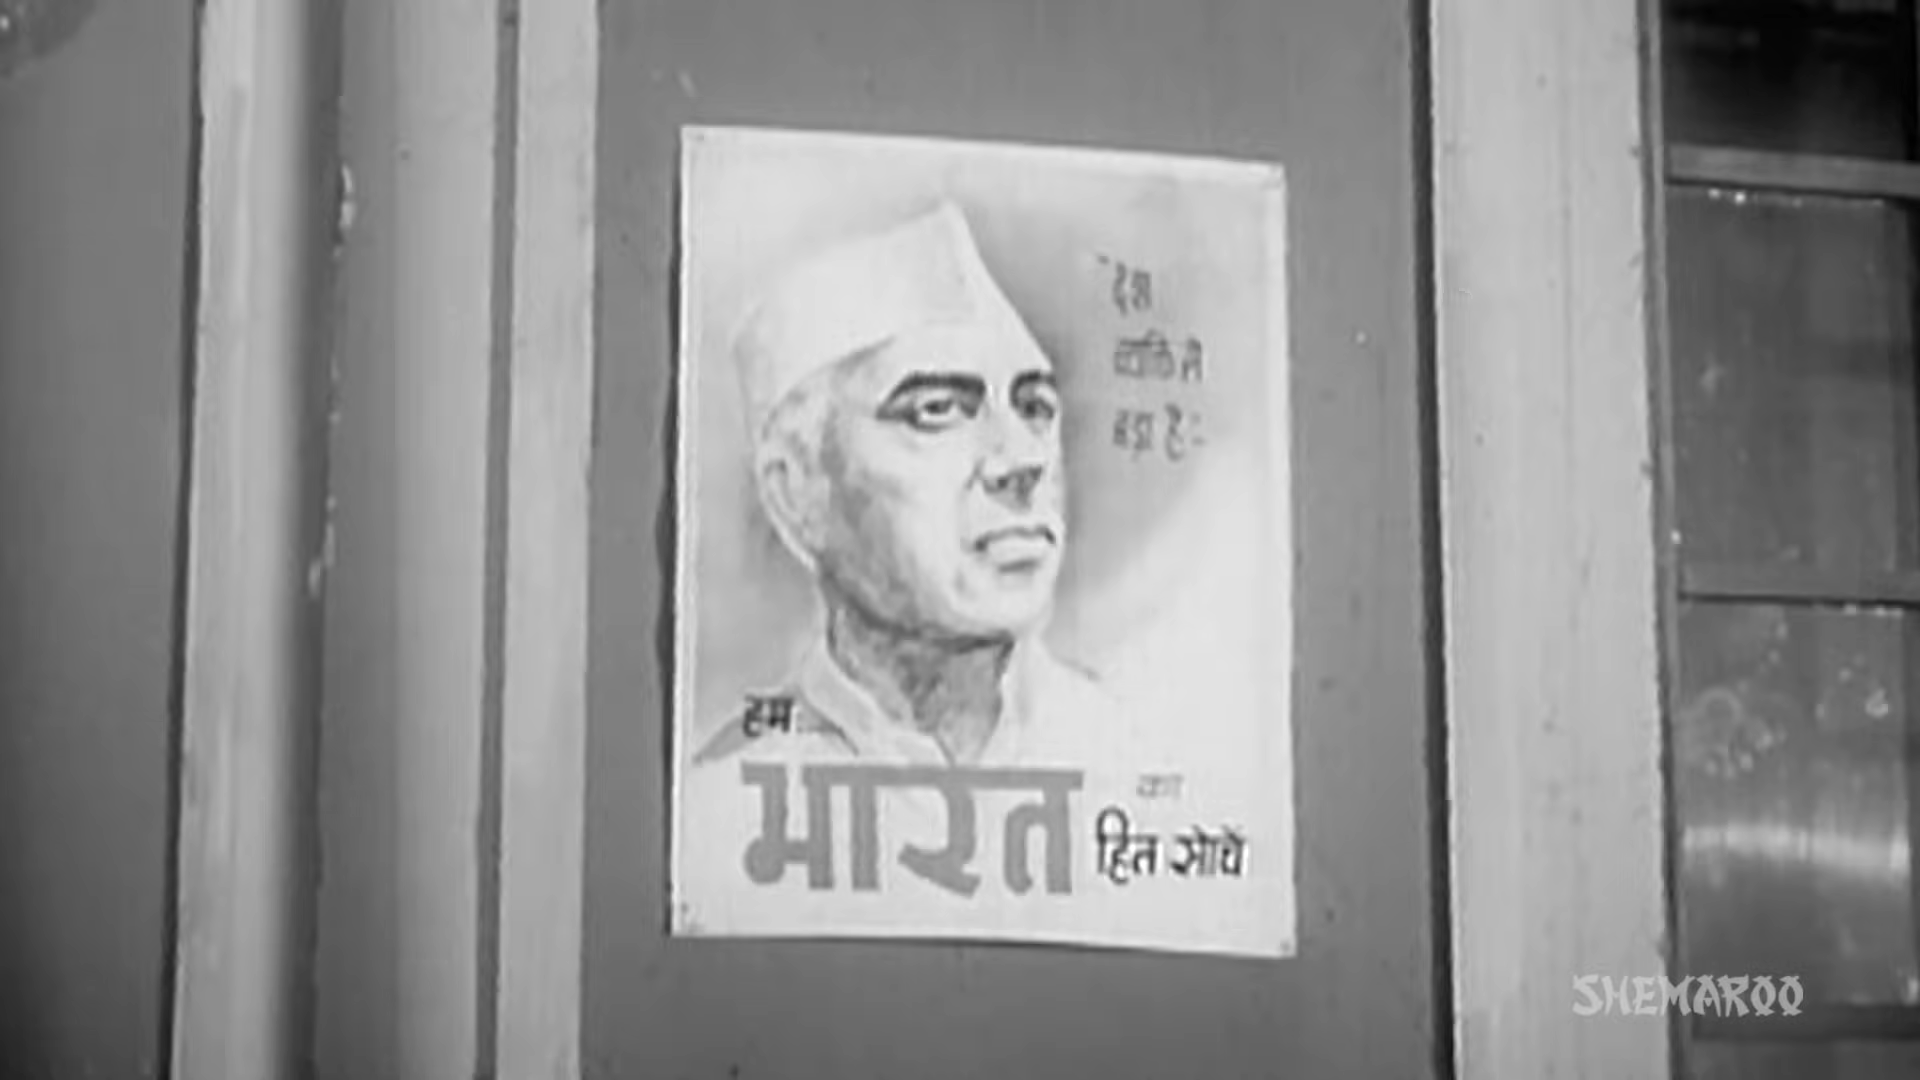 "देश
व्यक्ति से
बड़ा है"
हम
भारत
का
हित सोचें
SHEMAROO